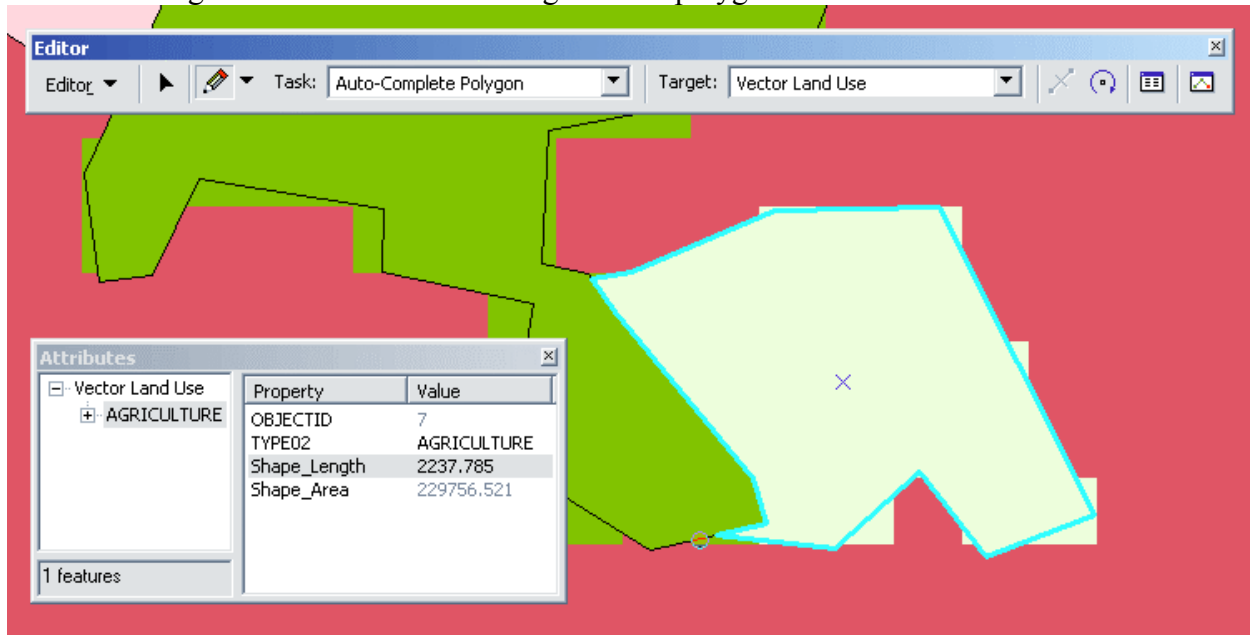 Editor
Editor Task: Auto-Complete Polygon Target: Vector Land Use
Attributes
Vector Land Use
AGRICULTURE
Property Value
OBJECTID 7
TYPE02 AGRICULTURE
Shape_Length 2237.785
Shape_Area 229756.521
1 features